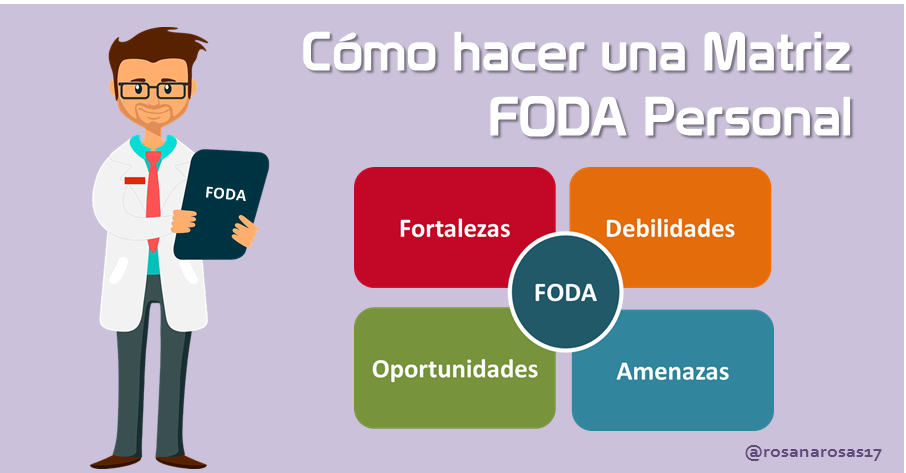 Cómo hacer una Matriz
FODA Personal
FODA
Fortalezas
Debilidades
FODA
Oportunidades
Amenazas
@rosanarosas17